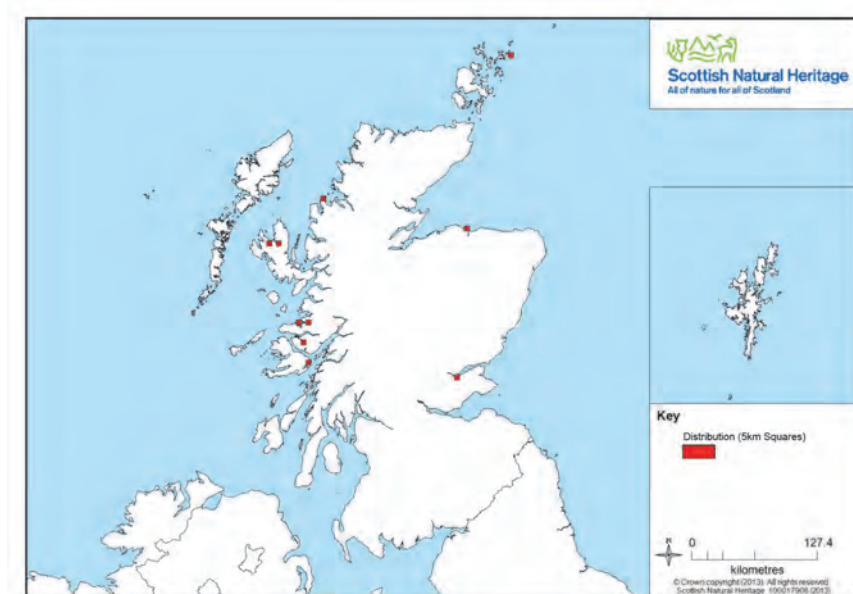 Scottish Natural Heritage
All of nature for all of Scotland
Key
Distribution (5km Squares)
N
0 127.4
kilometres
© Crown copyright (2013). All rights reserved
Scottish Natural Heritage 100017908 (2013)